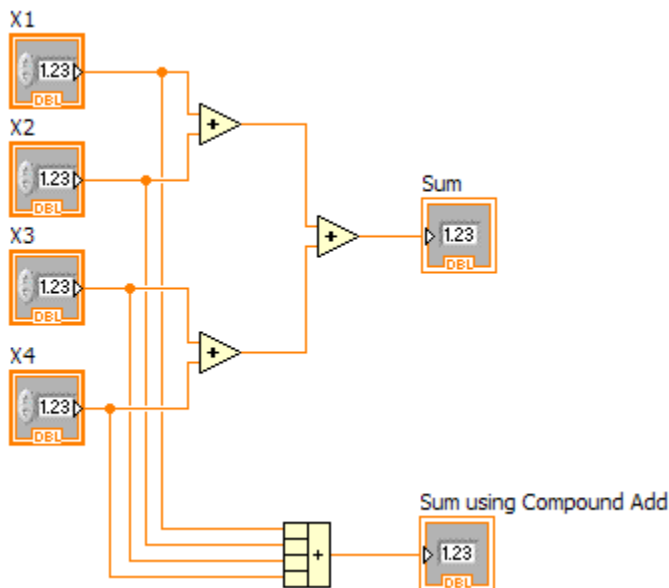 X1
1.23
DBL
X2
1.23
DBL
+
X3
1.23
DBL
+
Sum
1.23
DBL
X4
1.23
DBL
+
Sum using Compound Add
+
1.23
DBL